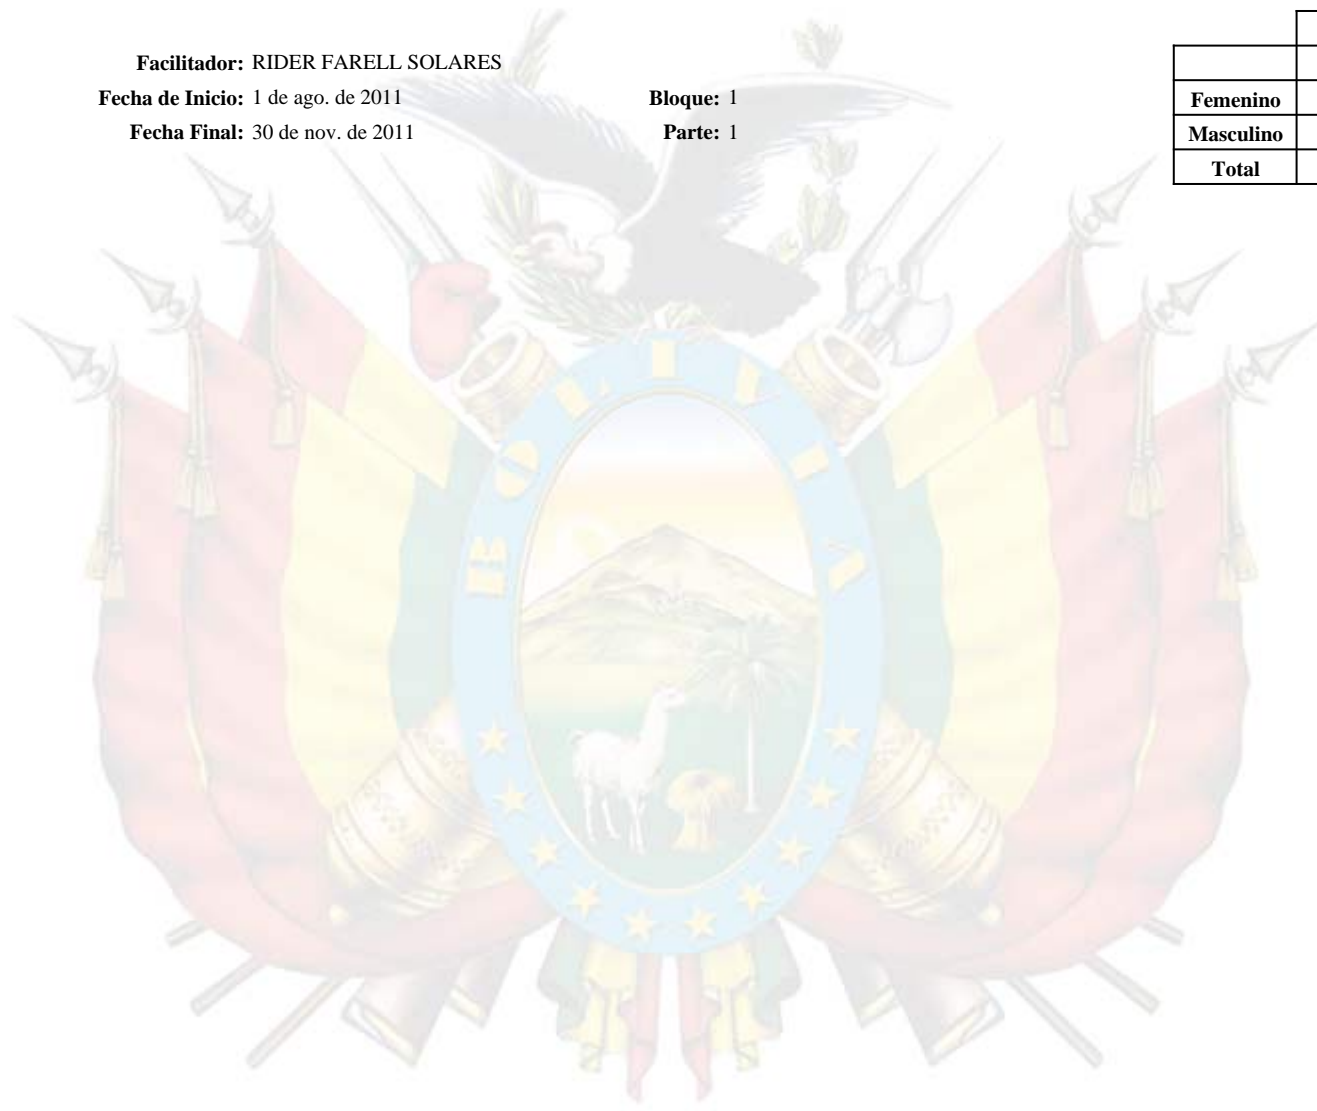 Facilitador: RIDER FARELL SOLARES
Fecha de Inicio: 1 de ago. de 2011 Bloque: 1
Fecha Final: 30 de nov. de 2011 Parte: 1
Femenino
Masculino
Total
BOLIVIA